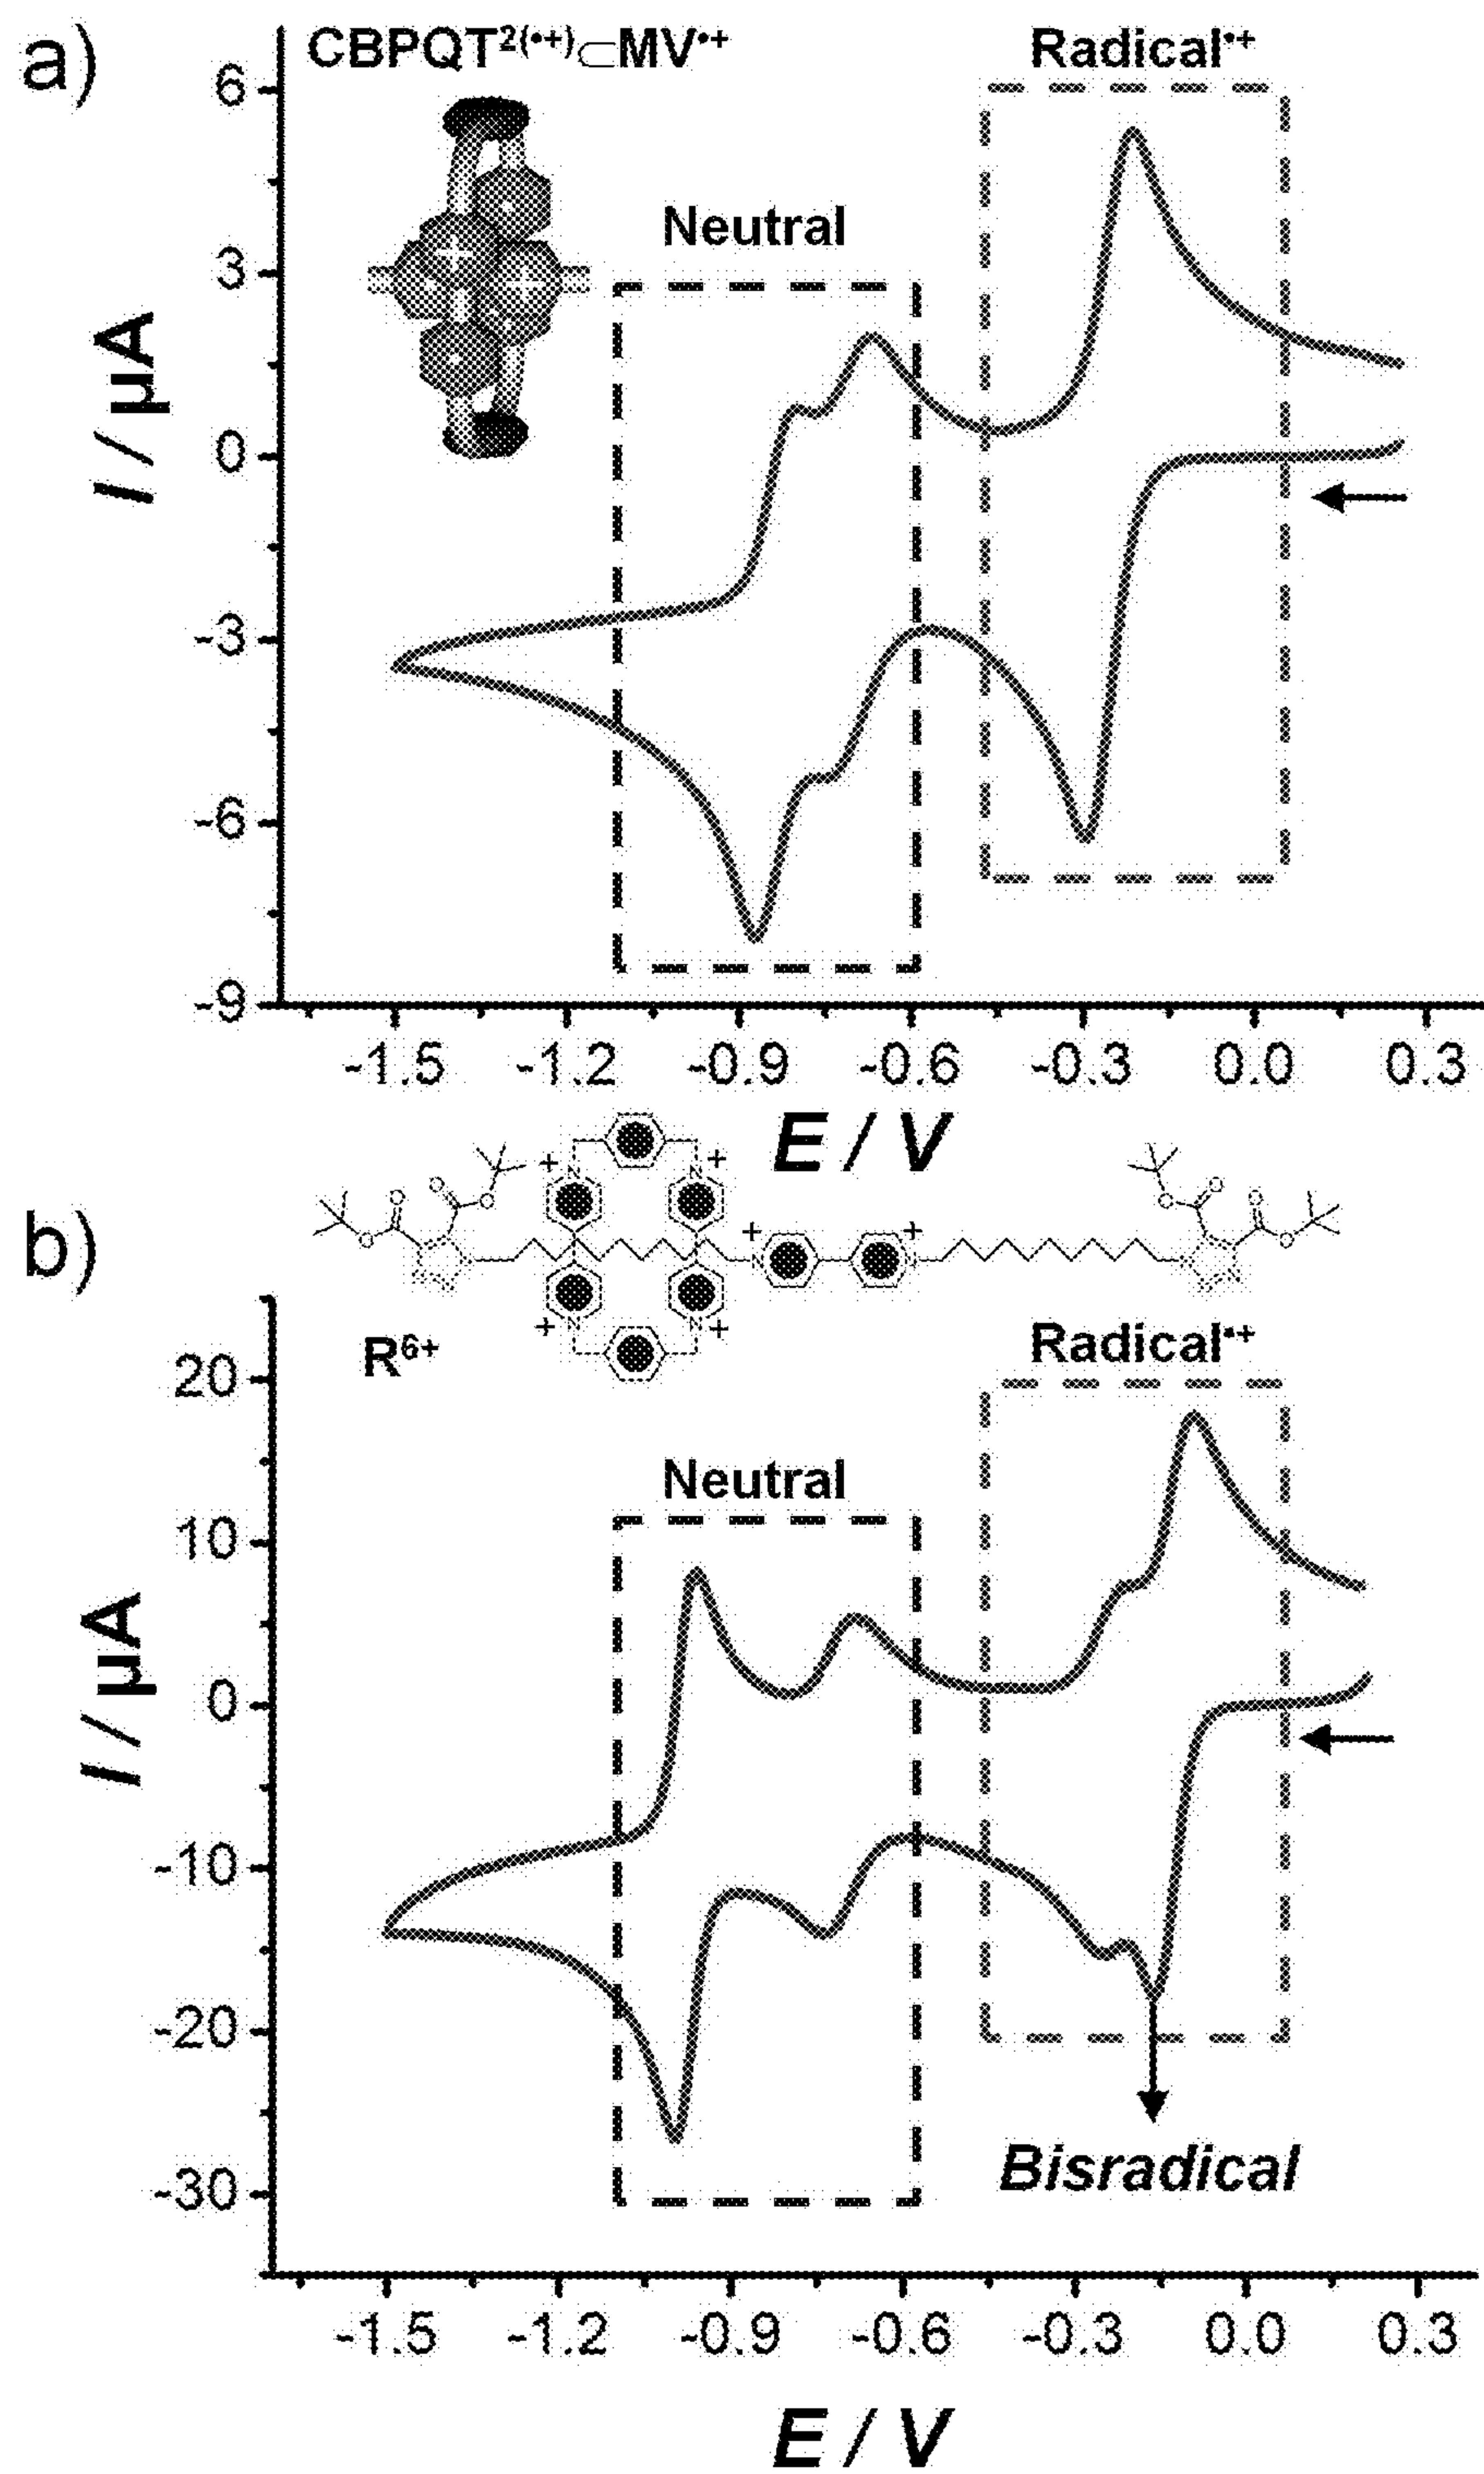 a)
CBPQT²⁽•⁺⁾⊂MV•⁺
Radical•⁺
Neutral
6
3
0
-3
-6
-9
I / µA
-1.5 -1.2 -0.9 -0.6 -0.3 0.0 0.3
E / V
b)
R⁶⁺
Radical•⁺
Neutral
20
10
0
-10
-20
-30
I / µA
Bisradical
-1.5 -1.2 -0.9 -0.6 -0.3 0.0 0.3
E / V